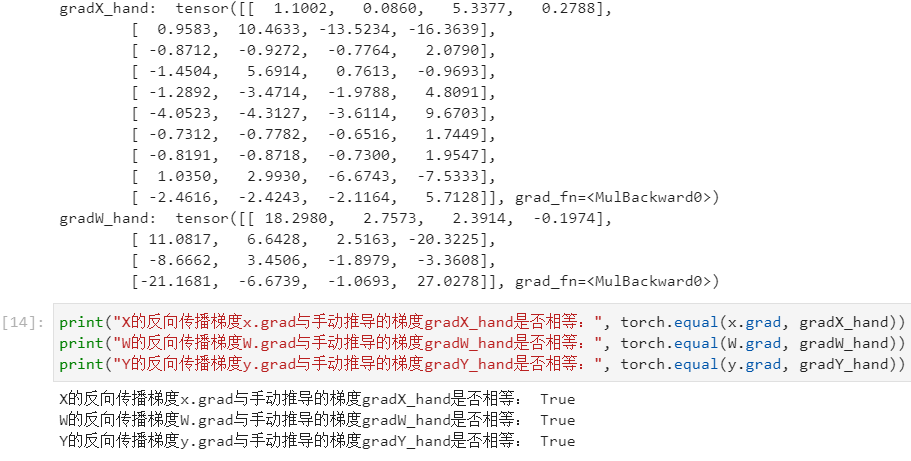 gradX_hand:  tensor([[  1.1002,   0.0860,   5.3377,   0.2788],
        [  0.9583,  10.4633, -13.5234, -16.3639],
        [ -0.8712,  -0.9272,  -0.7764,   2.0790],
        [ -1.4504,   5.6914,   0.7613,  -0.9693],
        [ -1.2892,  -3.4714,  -1.9788,   4.8091],
        [ -4.0523,  -4.3127,  -3.6114,   9.6703],
        [ -0.7312,  -0.7782,  -0.6516,   1.7449],
        [ -0.8191,  -0.8718,  -0.7300,   1.9547],
        [  1.0350,   2.9930,  -6.6743,  -7.5333],
        [ -2.4616,  -2.4243,  -2.1164,   5.7128]], grad_fn=<MulBackward0>)
gradW_hand:  tensor([[ 18.2980,   2.7573,   2.3914,  -0.1974],
        [ 11.0817,   6.6428,   2.5163, -20.3225],
        [ -8.6662,   3.4506,  -1.8979,  -3.3608],
        [-21.1681,  -6.6739,  -1.0693,  27.0278]], grad_fn=<MulBackward0>)
[14]: print("X的反向传播梯度x.grad与手动推导的梯度gradX_hand是否相等：", torch.equal(x.grad, gradX_hand))
print("W的反向传播梯度W.grad与手动推导的梯度gradW_hand是否相等：", torch.equal(W.grad, gradW_hand))
print("Y的反向传播梯度y.grad与手动推导的梯度gradY_hand是否相等：", torch.equal(y.grad, gradY_hand))
X的反向传播梯度x.grad与手动推导的梯度gradX_hand是否相等： True
W的反向传播梯度W.grad与手动推导的梯度gradW_hand是否相等： True
Y的反向传播梯度y.grad与手动推导的梯度gradY_hand是否相等： True